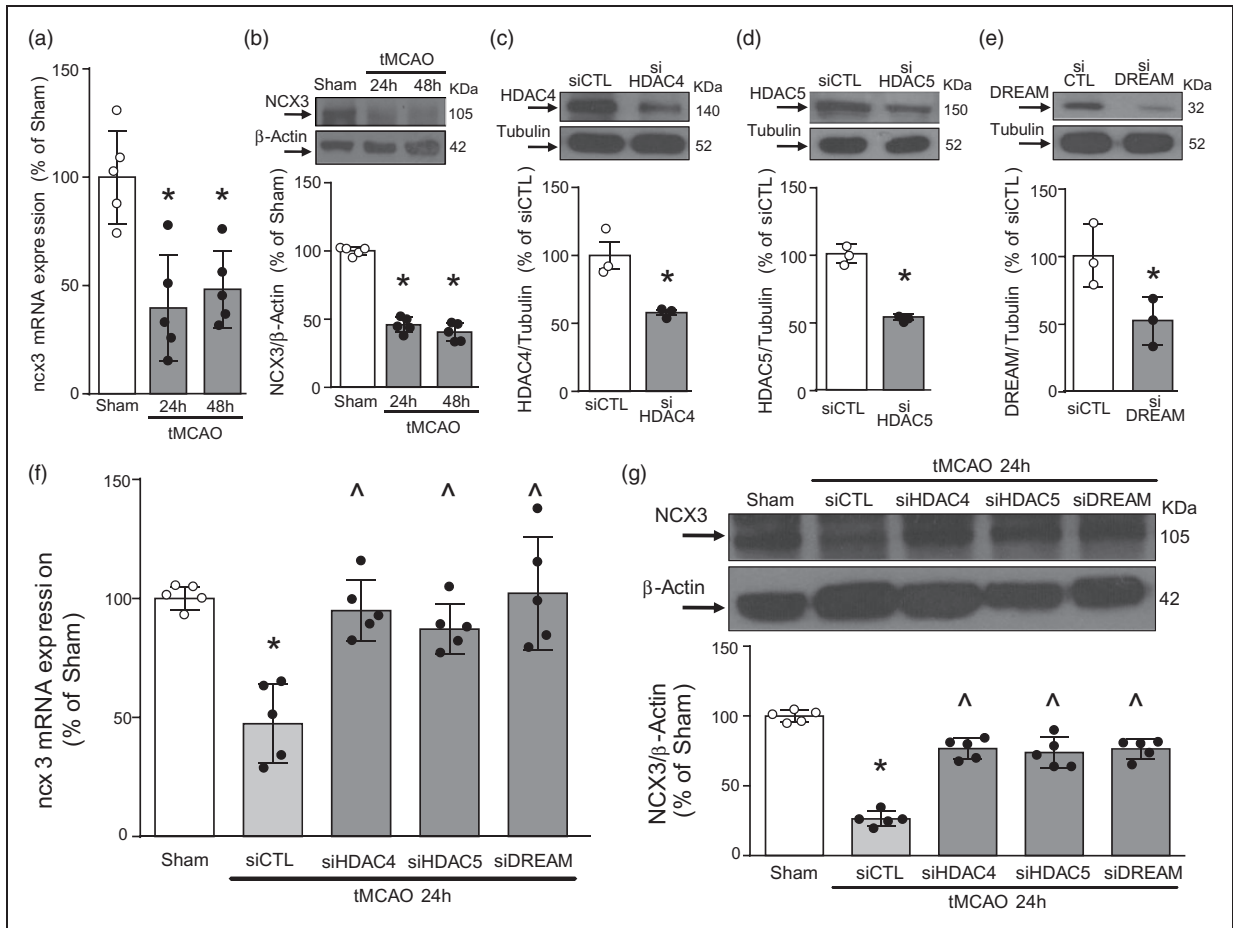 (a)
ncx3 mRNA expression (% of Sham)
150
100
50
0
*
*
Sham
24h
48h
tMCAO
(b)
tMCAO
Sham
24h
48h
KDa
NCX3
105
β-Actin
42
NCX3/β-Actin (% of Sham)
150
100
50
0
*
*
Sham
24h
48h
tMCAO
(c)
siCTL
si
HDAC4
KDa
HDAC4
140
Tubulin
52
HDAC4/Tubulin (% of siCTL)
150
100
50
0
*
siCTL
si
HDAC4
(d)
siCTL
si
HDAC5
KDa
HDAC5
150
Tubulin
52
HDAC5/Tubulin (% of siCTL)
150
100
50
0
*
siCTL
si
HDAC5
(e)
si
CTL
si
DREAM
KDa
DREAM
32
Tubulin
52
DREAM/Tubulin (% of siCTL)
150
100
50
0
*
siCTL
si
DREAM
(f)
ncx 3 mRNA expression
(% of Sham)
150
100
50
0
*
^
^
^
Sham
siCTL
siHDAC4
siHDAC5
siDREAM
tMCAO 24h
(g)
tMCAO 24h
Sham
siCTL
siHDAC4
siHDAC5
siDREAM
KDa
NCX3
105
β-Actin
42
NCX3/β-Actin
(% of Sham)
150
100
50
0
*
^
^
^
Sham
siCTL
siHDAC4
siHDAC5
siDREAM
tMCAO 24h